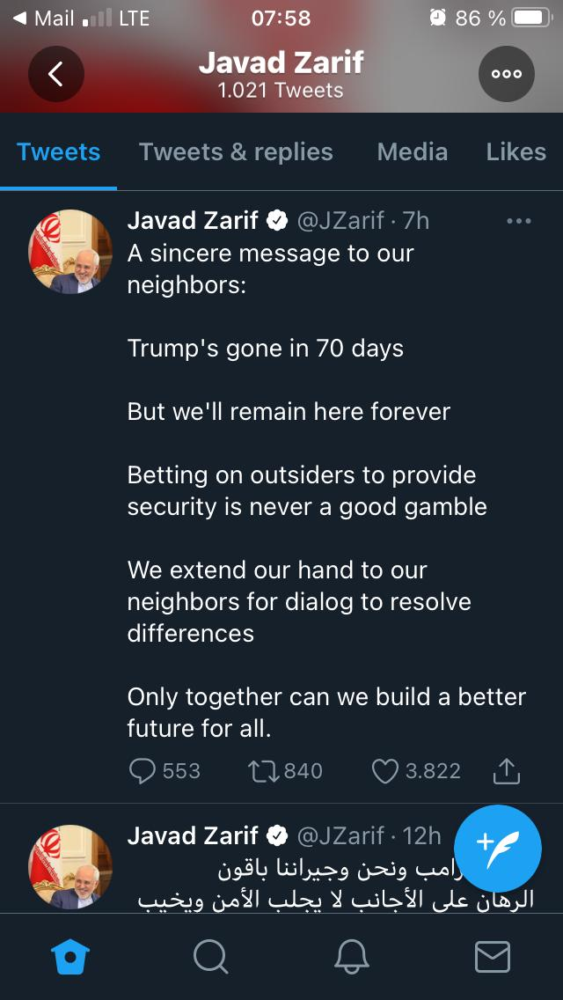 Mail LTE 07:58 86 %
Javad Zarif
1.021 Tweets
Tweets Tweets & replies Media Likes
Javad Zarif @JZarif · 7h
A sincere message to our
neighbors:
Trump's gone in 70 days
But we'll remain here forever
Betting on outsiders to provide
security is never a good gamble
We extend our hand to our
neighbors for dialog to resolve
differences
Only together can we build a better
future for all.
553 840 3.822
Javad Zarif @JZarif · 12h
ونحن وجيراننا باقون
الرهان على الأجانب لا يجلب الأمن ويخيب